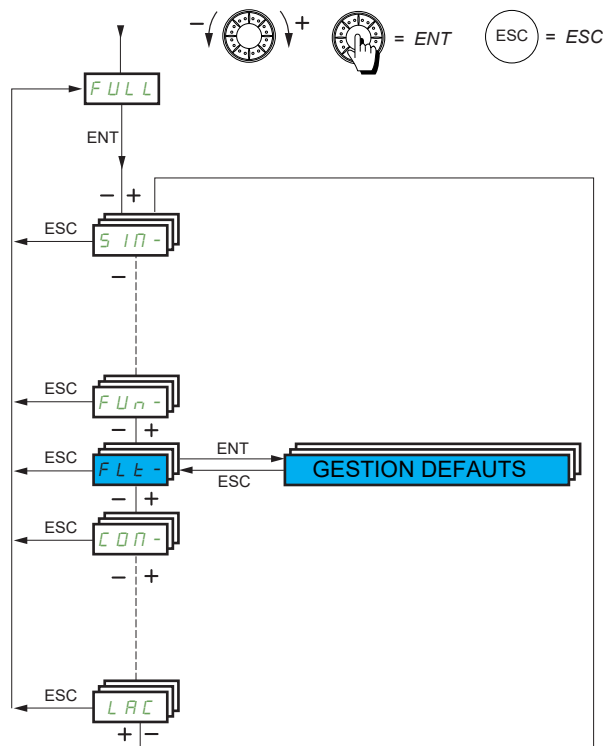 − + = ENT ESC = ESC
FULL
ENT
− +
ESC SIM-
−
ESC FUn-
− +
ESC FLt- ENT GESTION DEFAUTS
ESC
− +
ESC COM-
− +
ESC LAC
+ −